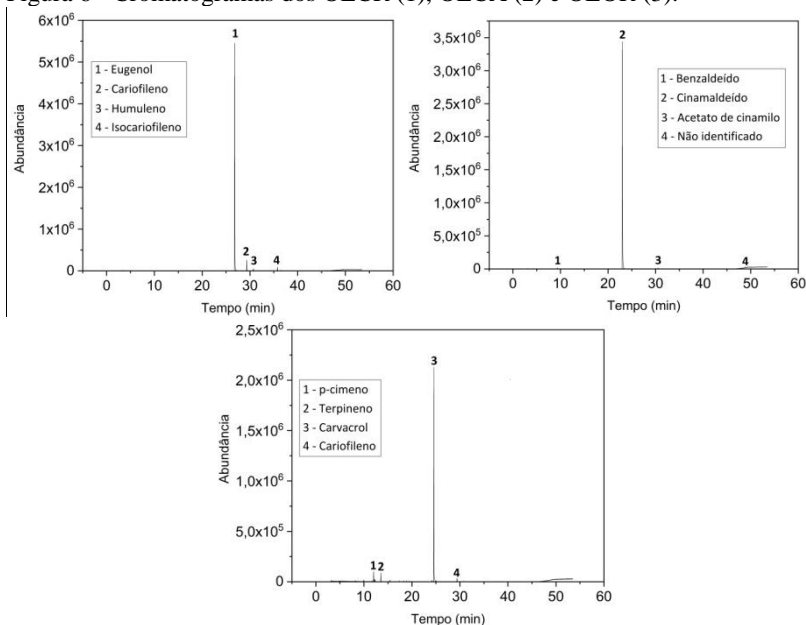 Figura 6 - Cromatogramas dos OECR (1), OECA (2) e OEOR (3).
6x10⁶
5x10⁶
4x10⁶
3x10⁶
2x10⁶
1x10⁶
0
Abundância
1
1 - Eugenol
2 - Cariofileno
3 - Humuleno
4 - Isocariofileno
2
3
4
0 10 20 30 40 50 60
Tempo (min)
3,5x10⁶
3,0x10⁶
2,5x10⁶
2,0x10⁶
1,5x10⁶
1,0x10⁶
5,0x10⁵
0
Abundância
2
1 - Benzaldeído
2 - Cinamaldeído
3 - Acetato de cinamilo
4 - Não identificado
1
3
4
0 10 20 30 40 50 60
Tempo (min)
2,5x10⁶
2,0x10⁶
1,5x10⁶
1,0x10⁶
5,0x10⁵
0
Abundância
3
1 - p-cimeno
2 - Terpineno
3 - Carvacrol
4 - Cariofileno
1 2
4
0 10 20 30 40 50 60
Tempo (min)